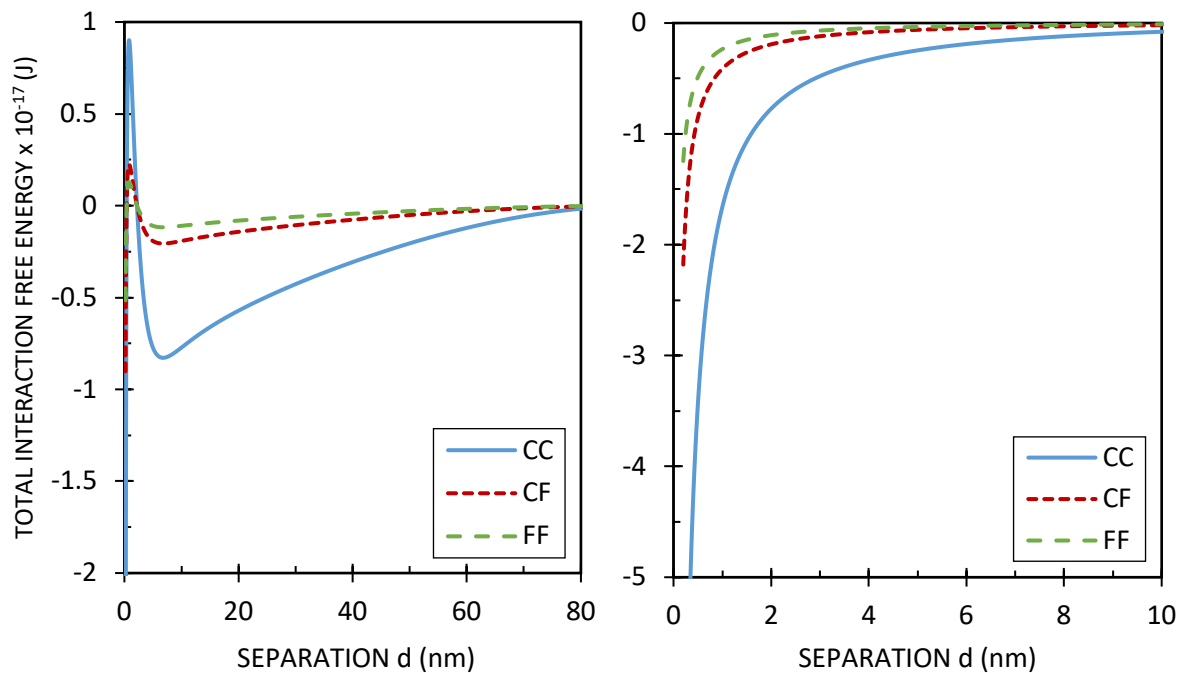 TOTAL INTERACTION FREE ENERGY x 10⁻¹⁷ (J)
1
0.5
0
-0.5
-1
-1.5
-2
0 20 40 60 80
SEPARATION d (nm)
CC
CF
FF
0
-1
-2
-3
-4
-5
0 2 4 6 8 10
SEPARATION d (nm)
CC
CF
FF